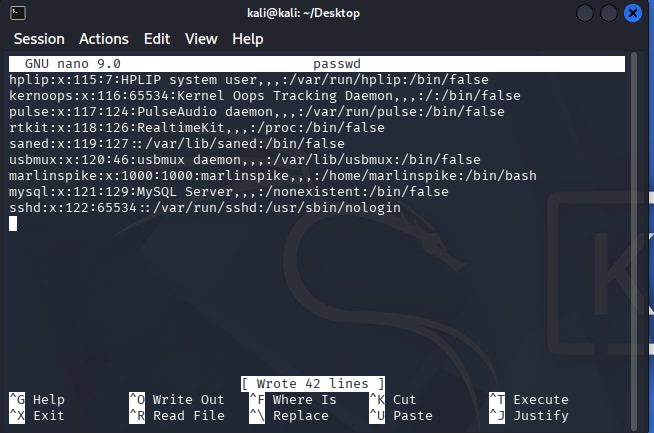 kali@kali: ~/Desktop
Session Actions Edit View Help
GNU nano 9.0 passwd
hplip:x:115:7:HPLIP system user,,,:/var/run/hplip:/bin/false
kernoops:x:116:65534:Kernel Oops Tracking Daemon,,,:/:/bin/false
pulse:x:117:124:PulseAudio daemon,,,:/var/run/pulse:/bin/false
rtkit:x:118:126:RealtimeKit,,,:/proc:/bin/false
saned:x:119:127::/var/lib/saned:/bin/false
usbmux:x:120:46:usbmux daemon,,,:/var/lib/usbmux:/bin/false
marlinspike:x:1000:1000:marlinspike,,,:/home/marlinspike:/bin/bash
mysql:x:121:129:MySQL Server,,,:/nonexistent:/bin/false
sshd:x:122:65534::/var/run/sshd:/usr/sbin/nologin
[ Wrote 42 lines ]
^G Help ^O Write Out ^F Where Is ^K Cut ^T Execute
^X Exit ^R Read File ^\ Replace ^U Paste ^J Justify